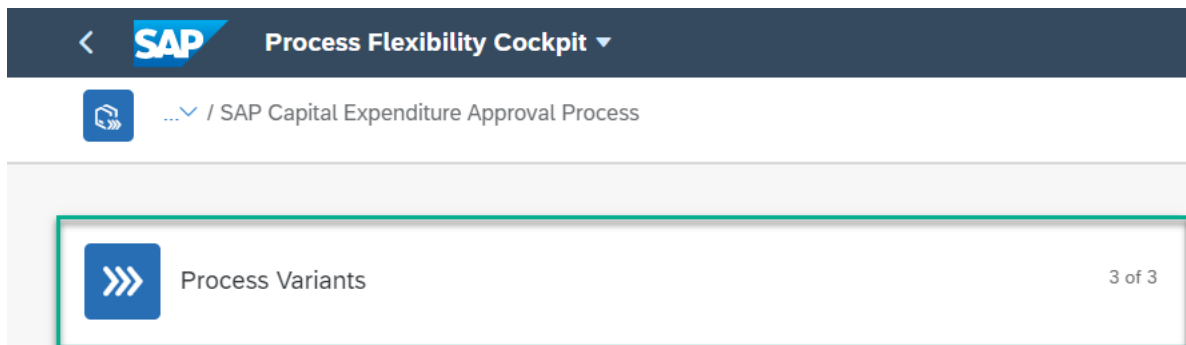 SAP Process Flexibility Cockpit
... / SAP Capital Expenditure Approval Process
Process Variants 3 of 3